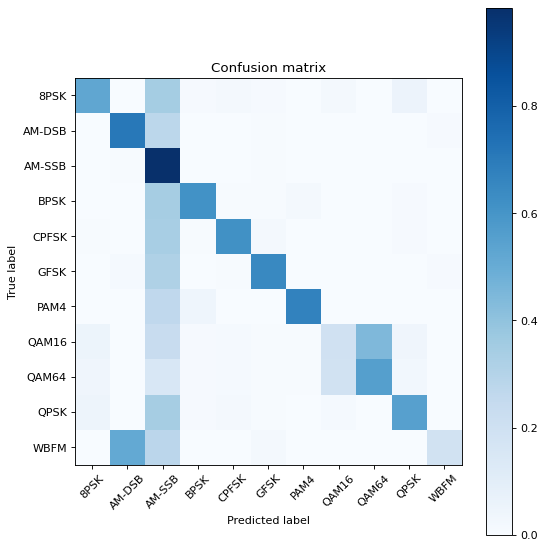 Confusion matrix
True label
8PSK
AM-DSB
AM-SSB
BPSK
CPFSK
GFSK
PAM4
QAM16
QAM64
QPSK
WBFM
8PSK
AM-DSB
AM-SSB
BPSK
CPFSK
GFSK
PAM4
QAM16
QAM64
QPSK
WBFM
Predicted label
0.8
0.6
0.4
0.2
0.0